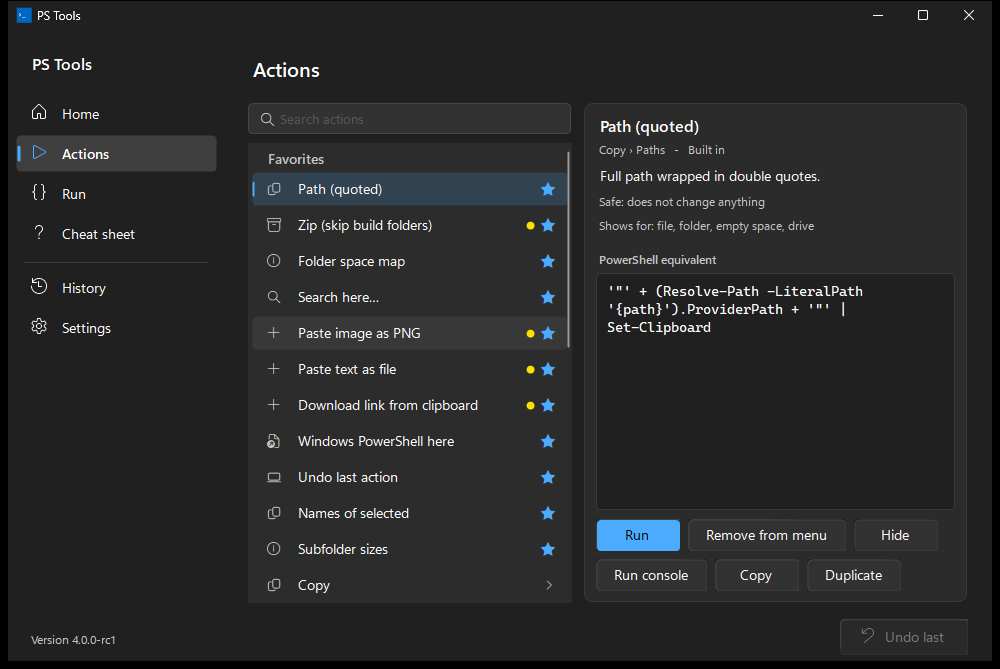 PS Tools
PS Tools
Home
Actions
Run
Cheat sheet
History
Settings
Version 4.0.0-rc1
Actions
Search actions
Favorites
Path (quoted)
Zip (skip build folders)
Folder space map
Search here...
Paste image as PNG
Paste text as file
Download link from clipboard
Windows PowerShell here
Undo last action
Names of selected
Subfolder sizes
Copy
Path (quoted)
Copy › Paths - Built in
Full path wrapped in double quotes.
Safe: does not change anything
Shows for: file, folder, empty space, drive
PowerShell equivalent
'"' + (Resolve-Path -LiteralPath
'{path}').ProviderPath + '"' |
Set-Clipboard
Run
Remove from menu
Hide
Run console
Copy
Duplicate
Undo last